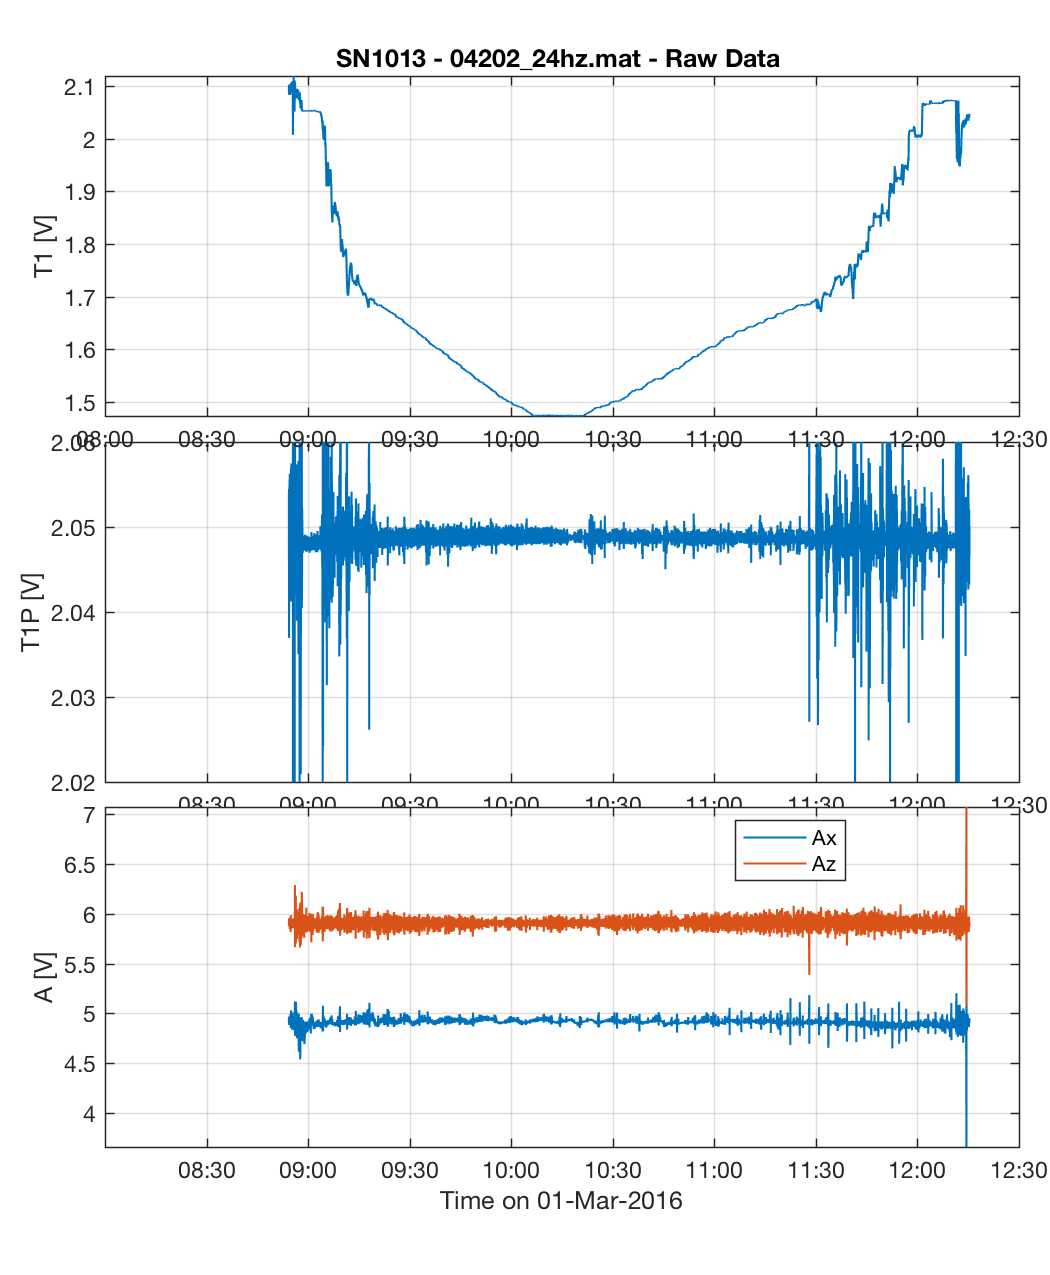 SN1013 - 04202_24hz.mat - Raw Data
T1 [V]
2.1
2
1.9
1.8
1.7
1.6
1.5
08:00 08:30 09:00 09:30 10:00 10:30 11:00 11:30 12:00 12:30
T1P [V]
2.06
2.05
2.04
2.03
2.02
08:30 09:00 09:30 10:00 10:30 11:00 11:30 12:00 12:30
A [V]
7
6.5
6
5.5
5
4.5
4
Ax
Az
08:30 09:00 09:30 10:00 10:30 11:00 11:30 12:00 12:30
Time on 01-Mar-2016